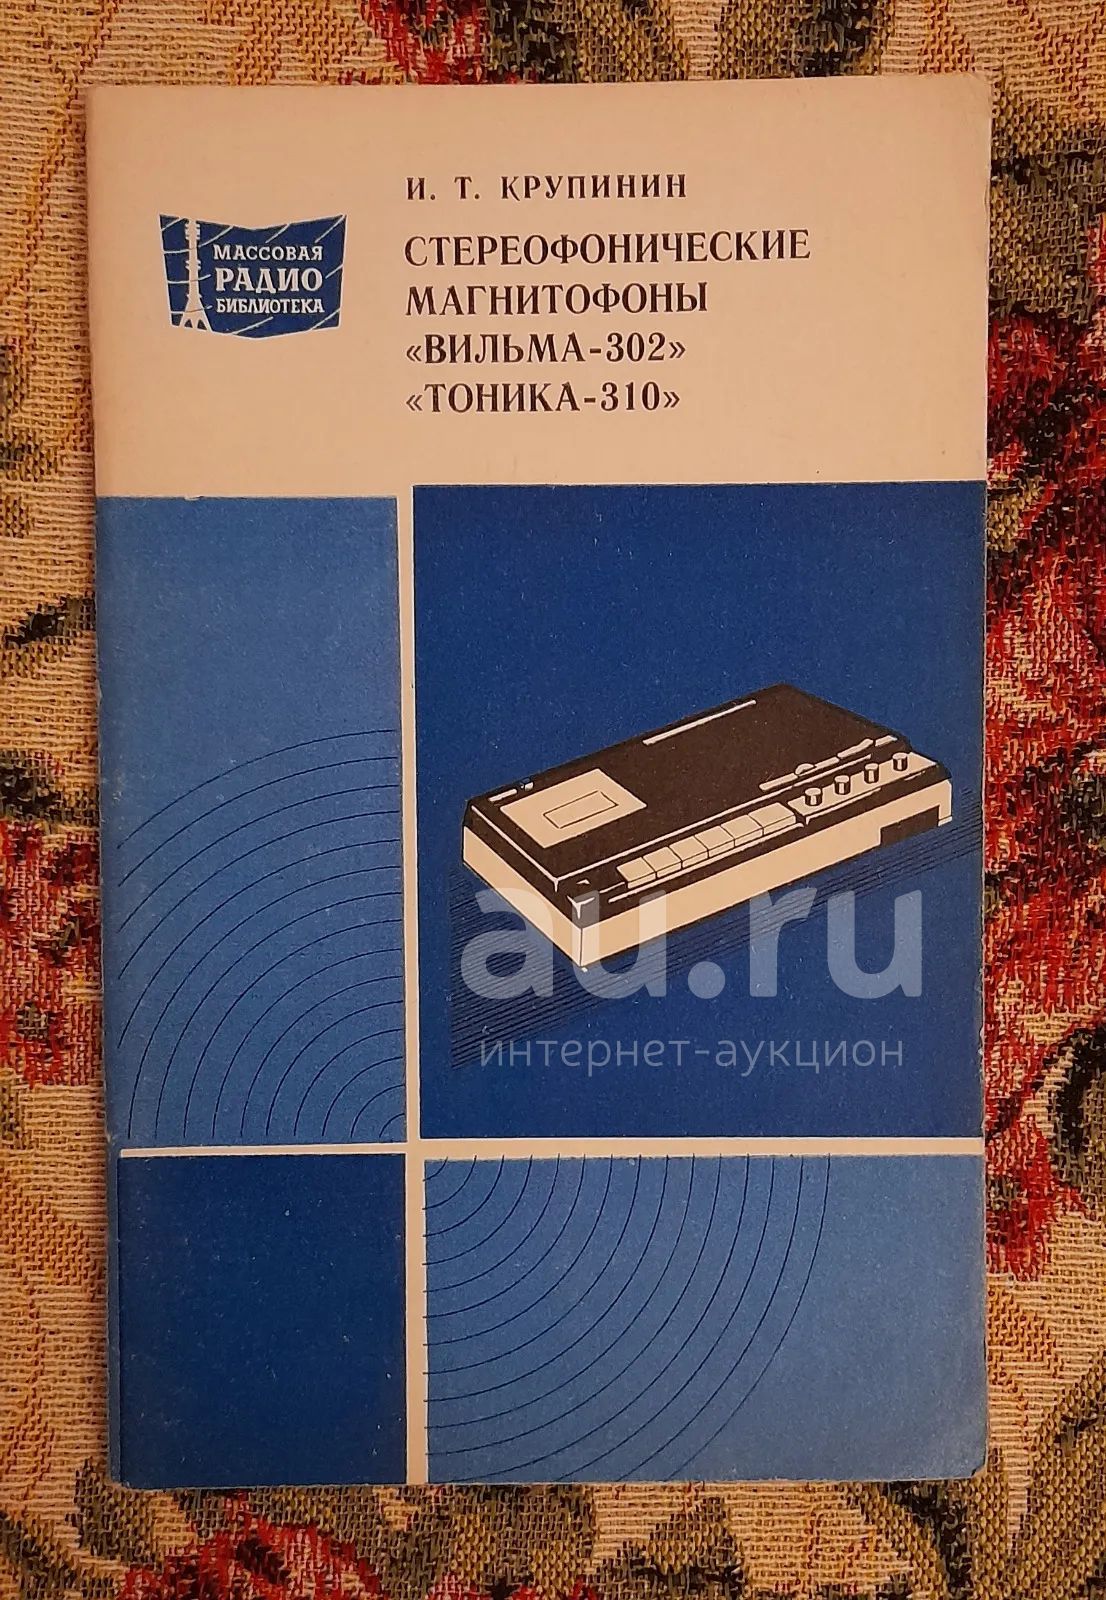 И. Т. КРУПИНИН
СТЕРЕОФОНИЧЕСКИЕ
МАГНИТОФОНЫ
«ВИЛЬМА-302»
«ТОНИКА-310»
МАССОВАЯ
РАДИО
БИБЛИОТЕКА
au.ru
интернет-аукцион